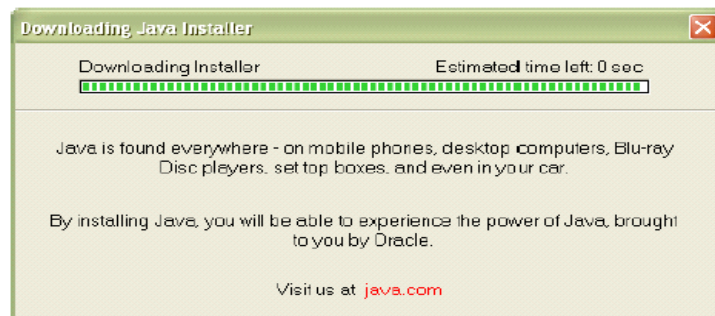 Downloading Java Installer
Downloading Installer Estimated time left: 0 sec
Java is found everywhere - on mobile phones, desktop computers, Blu-ray
Disc players, set top boxes, and even in your car.
By installing Java, you will be able to experience the power of Java, brought
to you by Oracle.
Visit us at java.com